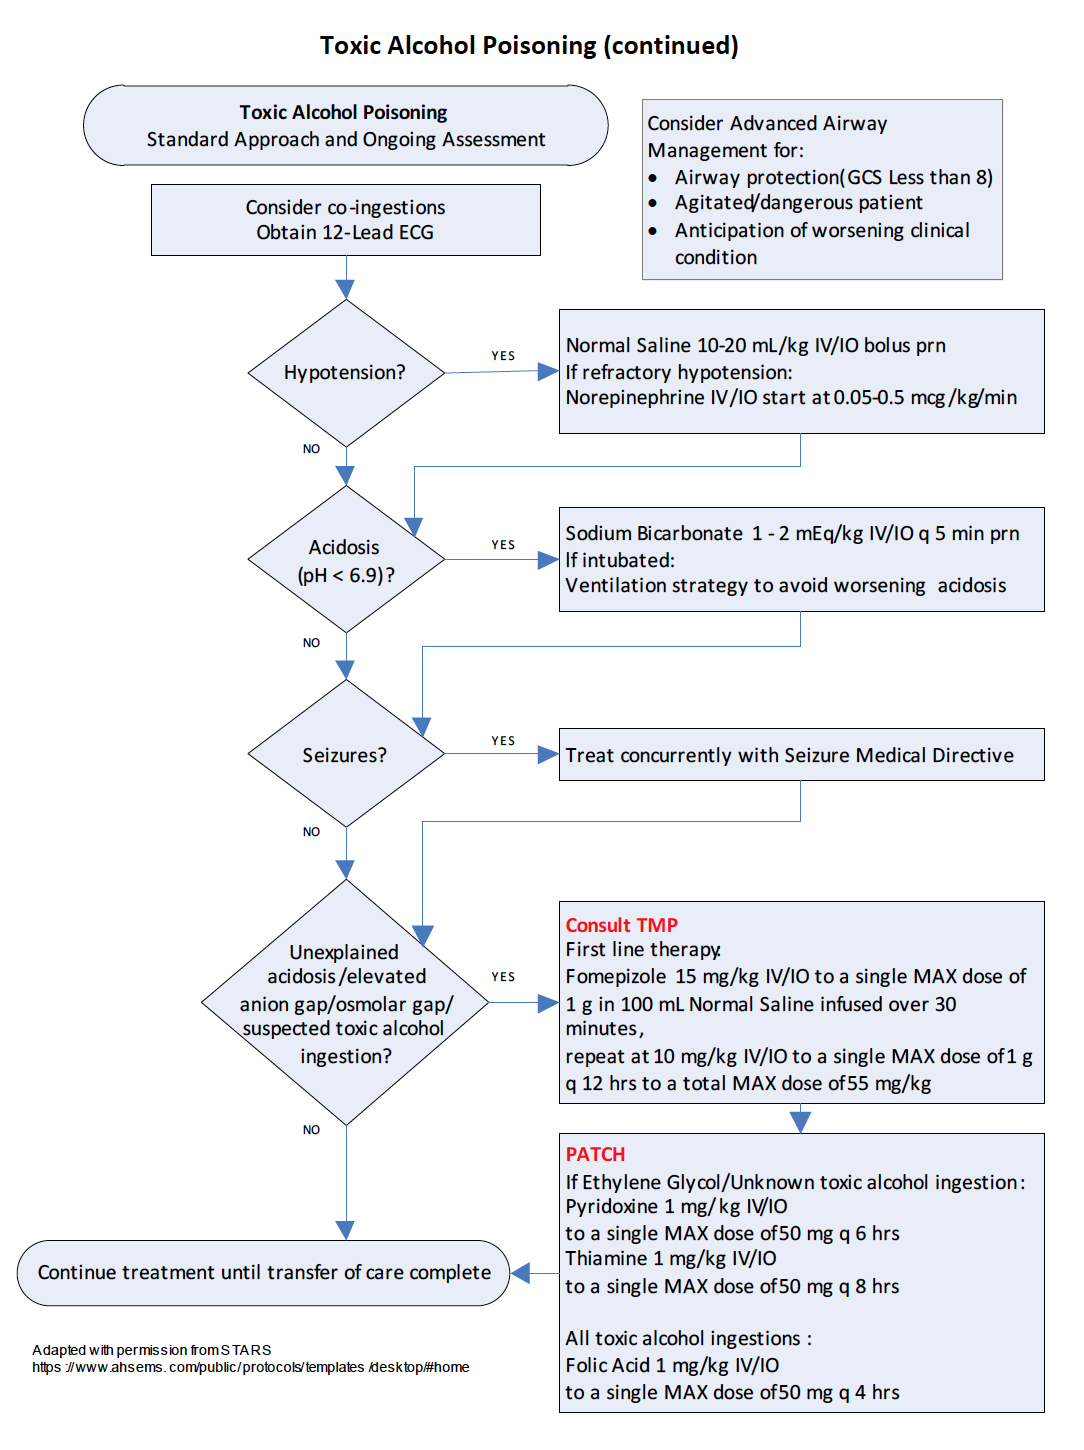 Toxic Alcohol Poisoning (continued)
Toxic Alcohol Poisoning
Standard Approach and Ongoing Assessment
Consider Advanced Airway
Management for:
• Airway protection(GCS Less than 8)
• Agitated/dangerous patient
• Anticipation of worsening clinical
condition
Consider co-ingestions
Obtain 12-Lead ECG
Hypotension?
YES
Normal Saline 10-20 mL/kg IV/IO bolus prn
If refractory hypotension:
Norepinephrine IV/IO start at 0.05-0.5 mcg/kg/min
NO
Acidosis
(pH < 6.9)?
YES
Sodium Bicarbonate 1 - 2 mEq/kg IV/IO q 5 min prn
If intubated:
Ventilation strategy to avoid worsening acidosis
NO
Seizures?
YES
Treat concurrently with Seizure Medical Directive
NO
Unexplained
acidosis/elevated
anion gap/osmolar gap/
suspected toxic alcohol
ingestion?
YES
Consult TMP
First line therapy:
Fomepizole 15 mg/kg IV/IO to a single MAX dose of
1 g in 100 mL Normal Saline infused over 30
minutes,
repeat at 10 mg/kg IV/IO to a single MAX dose of 1 g
q 12 hrs to a total MAX dose of 55 mg/kg
NO
PATCH
If Ethylene Glycol/Unknown toxic alcohol ingestion:
Pyridoxine 1 mg/kg IV/IO
to a single MAX dose of 50 mg q 6 hrs
Thiamine 1 mg/kg IV/IO
to a single MAX dose of 50 mg q 8 hrs
All toxic alcohol ingestions :
Folic Acid 1 mg/kg IV/IO
to a single MAX dose of 50 mg q 4 hrs
Continue treatment until transfer of care complete
Adapted with permission from STARS
https://www.ahsems.com/public/protocols/templates/desktop/#home